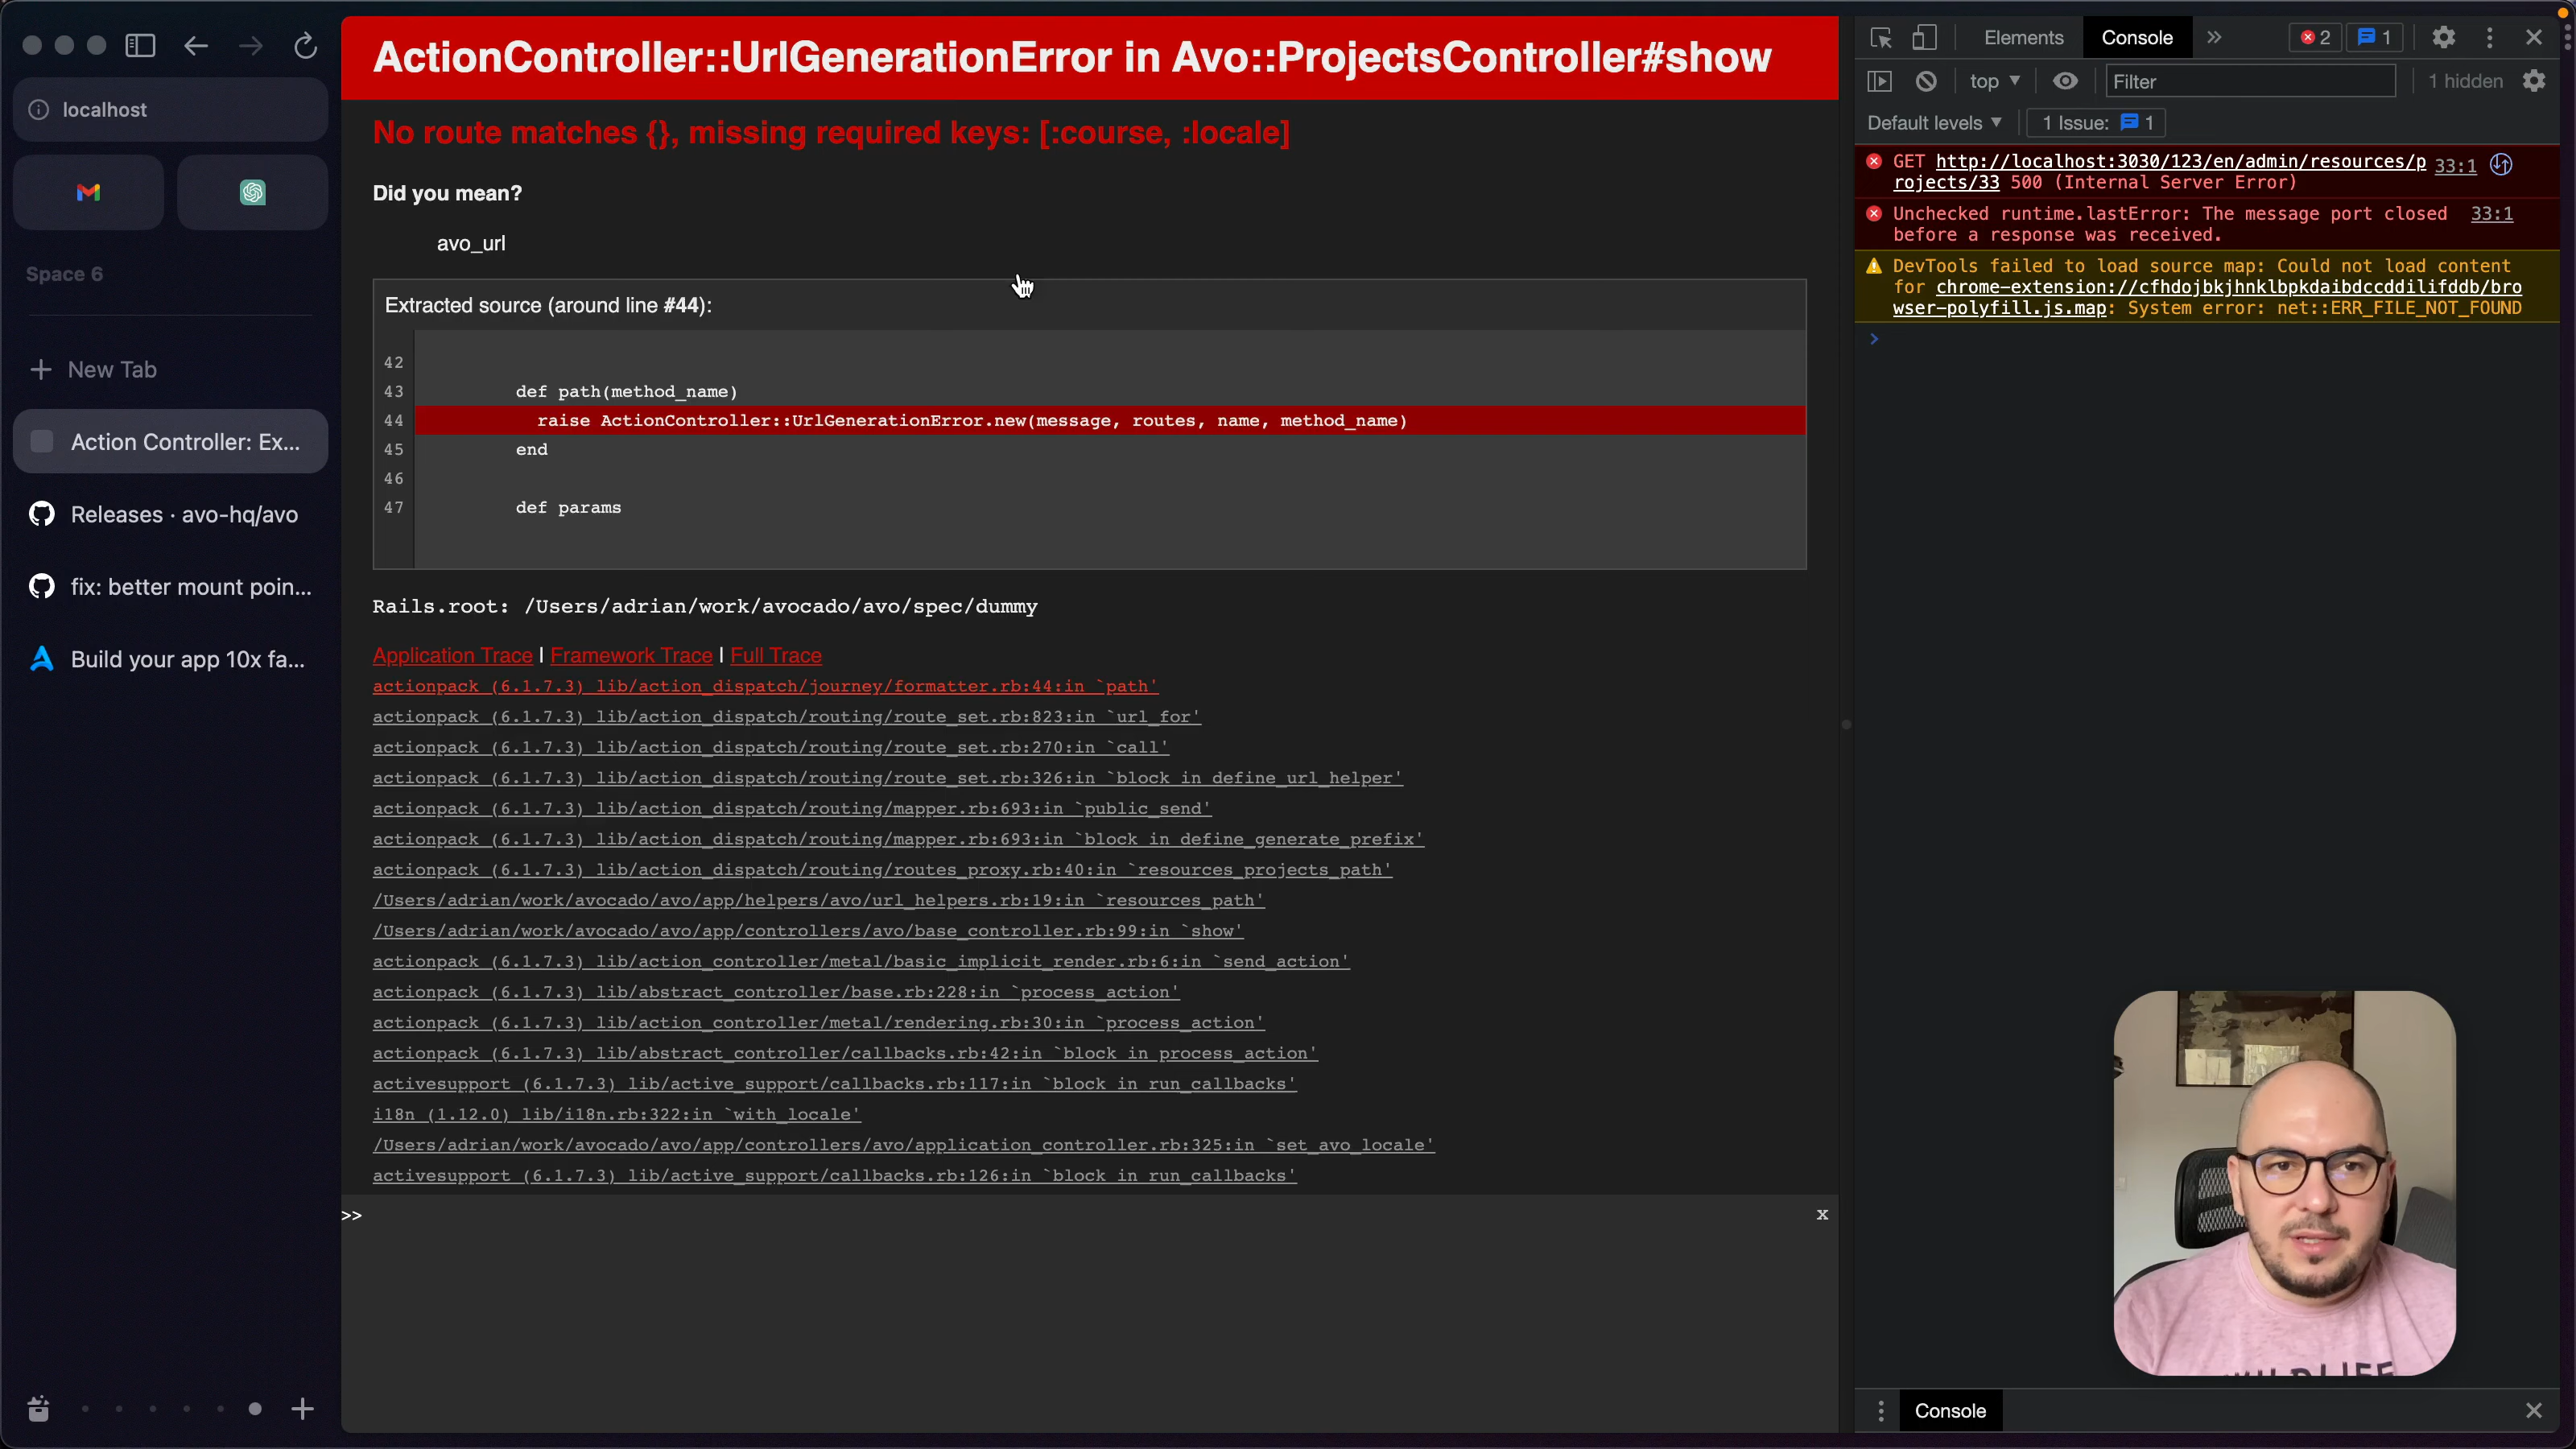 localhost
Space 6
New Tab
Action Controller: Ex...
Releases · avo-hq/avo
fix: better mount poin...
Build your app 10x fa...
ActionController::UrlGenerationError in Avo::ProjectsController#show
No route matches {}, missing required keys: [:course, :locale]
Did you mean?
avo_url
Extracted source (around line #44):
42
43 def path(method_name)
44 raise ActionController::UrlGenerationError.new(message, routes, name, method_name)
45 end
46
47 def params
Rails.root: /Users/adrian/work/avocado/avo/spec/dummy
Application Trace | Framework Trace | Full Trace
actionpack (6.1.7.3) lib/action_dispatch/journey/formatter.rb:44:in `path'
actionpack (6.1.7.3) lib/action_dispatch/routing/route_set.rb:823:in `url_for'
actionpack (6.1.7.3) lib/action_dispatch/routing/route_set.rb:270:in `call'
actionpack (6.1.7.3) lib/action_dispatch/routing/route_set.rb:326:in `block in define_url_helper'
actionpack (6.1.7.3) lib/action_dispatch/routing/mapper.rb:693:in `public_send'
actionpack (6.1.7.3) lib/action_dispatch/routing/mapper.rb:693:in `block in define_generate_prefix'
actionpack (6.1.7.3) lib/action_dispatch/routing/routes_proxy.rb:40:in `resources_projects_path'
/Users/adrian/work/avocado/avo/app/helpers/avo/url_helpers.rb:19:in `resources_path'
/Users/adrian/work/avocado/avo/app/controllers/avo/base_controller.rb:99:in `show'
actionpack (6.1.7.3) lib/action_controller/metal/basic_implicit_render.rb:6:in `send_action'
actionpack (6.1.7.3) lib/abstract_controller/base.rb:228:in `process_action'
actionpack (6.1.7.3) lib/action_controller/metal/rendering.rb:30:in `process_action'
actionpack (6.1.7.3) lib/abstract_controller/callbacks.rb:42:in `block in process_action'
activesupport (6.1.7.3) lib/active_support/callbacks.rb:117:in `block in run_callbacks'
i18n (1.12.0) lib/i18n.rb:322:in `with_locale'
/Users/adrian/work/avocado/avo/app/controllers/avo/application_controller.rb:325:in `set_avo_locale'
activesupport (6.1.7.3) lib/active_support/callbacks.rb:126:in `block in run_callbacks'
>> x
Elements Console 2 1
top Filter 1 hidden
Default levels 1 Issue: 1
GET http://localhost:3030/123/en/admin/resources/p 33:1
rojects/33 500 (Internal Server Error)
Unchecked runtime.lastError: The message port closed 33:1
before a response was received.
DevTools failed to load source map: Could not load content
for chrome-extension://cfhdojbkjhnklbpkdaibdccddilifddb/bro
wser-polyfill.js.map: System error: net::ERR_FILE_NOT_FOUND
Console